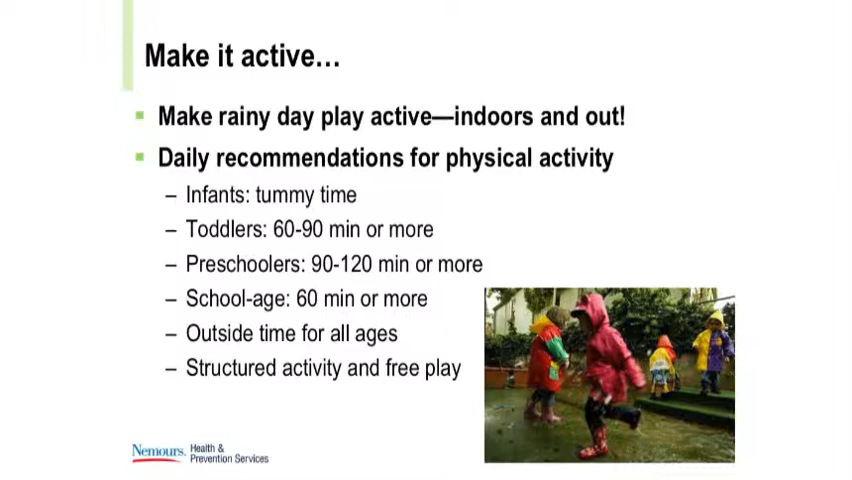 Make it active…
Make rainy day play active—indoors and out!
Daily recommendations for physical activity
– Infants: tummy time
– Toddlers: 60-90 min or more
– Preschoolers: 90-120 min or more
– School-age: 60 min or more
– Outside time for all ages
– Structured activity and free play
Nemours. Health &
Prevention Services